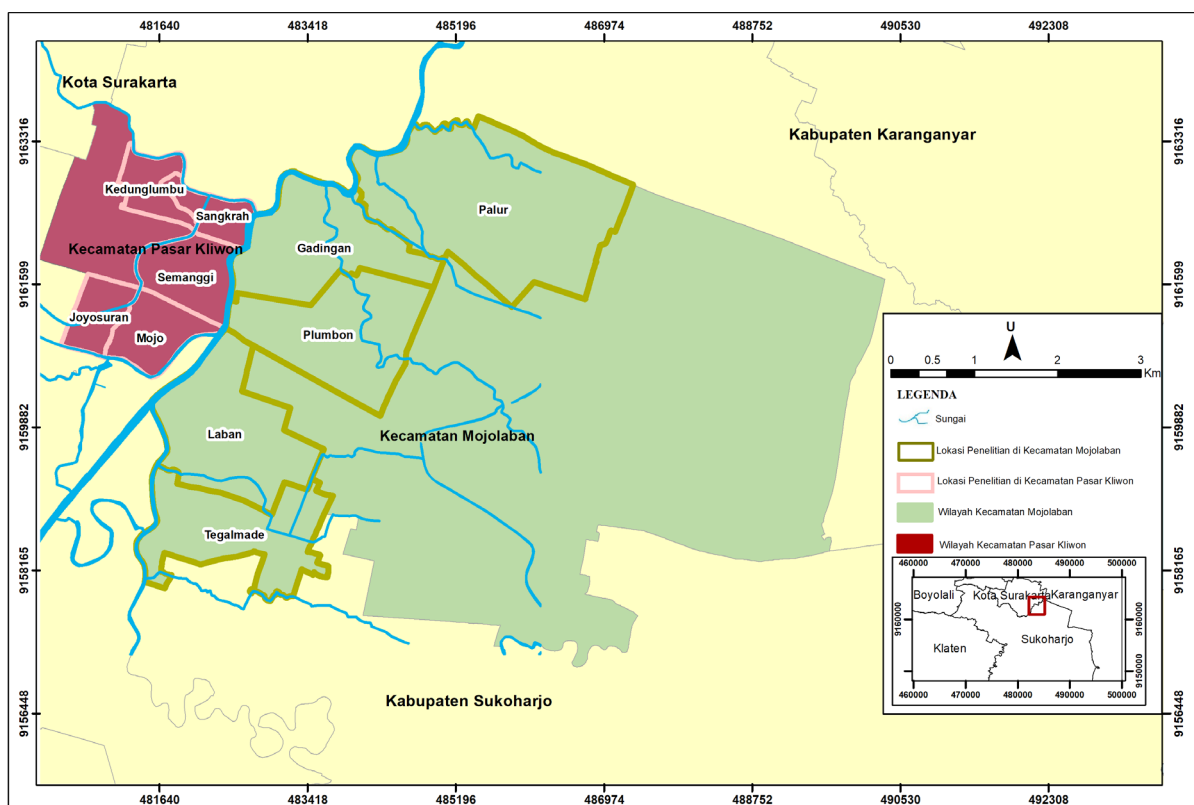 481640 483418 485196 486974 488752 490530 492308
Kota Surakarta
Kabupaten Karanganyar
9163316
9163316
Kedunglumbu
Sangkrah
Palur
Kecamatan Pasar Kliwon
Gadingan
Semanggi
9161599
9161599
Joyosuran
Mojo
Plumbon
U
0 0.5 1 2 3
Km
LEGENDA
Sungai
Lokasi Penelitian di Kecamatan Mojolaban
Lokasi Penelitian di Kecamatan Pasar Kliwon
Wilayah Kecamatan Mojolaban
Wilayah Kecamatan Pasar Kliwon
9159882
9159882
Laban
Kecamatan Mojolaban
Tegalmade
9158165
9158165
460000 470000 480000 490000 500000
Boyolali
Kota Surakarta
Karanganyar
9160000
9160000
Sukoharjo
Klaten
9150000
460000 470000 480000 490000 500000
Kabupaten Sukoharjo
9156448
9156448
481640 483418 485196 486974 488752 490530 492308